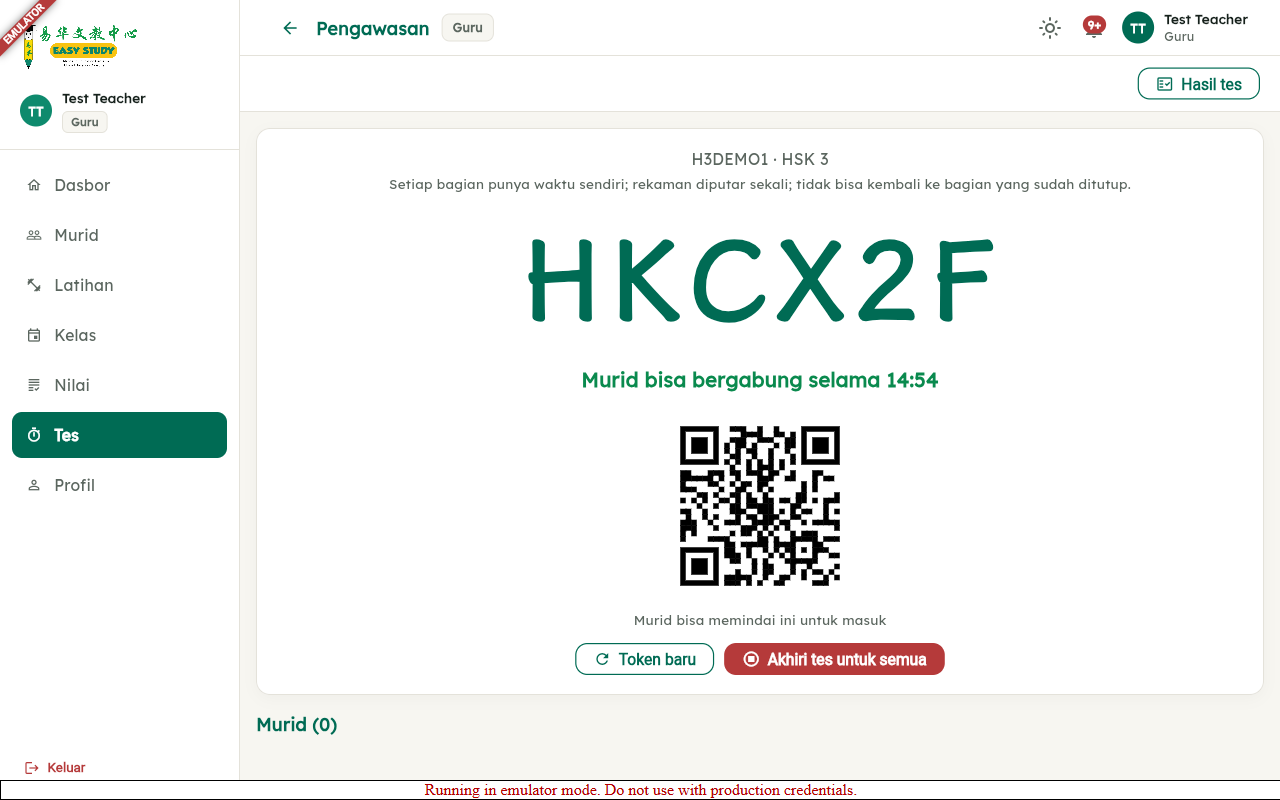 EMULATOR
易华文教中心
EASY STUDY
Test Teacher
Guru
TT
Dasbor
Murid
Latihan
Kelas
Nilai
Tes
Profil
Keluar
Pengawasan
Guru
9+
TT
Test Teacher
Guru
Hasil tes
H3DEMO1 · HSK 3
Setiap bagian punya waktu sendiri; rekaman diputar sekali; tidak bisa kembali ke bagian yang sudah ditutup.
HKCX2F
Murid bisa bergabung selama 14:54
Murid bisa memindai ini untuk masuk
Token baru
Akhiri tes untuk semua
Murid (0)
Running in emulator mode. Do not use with production credentials.